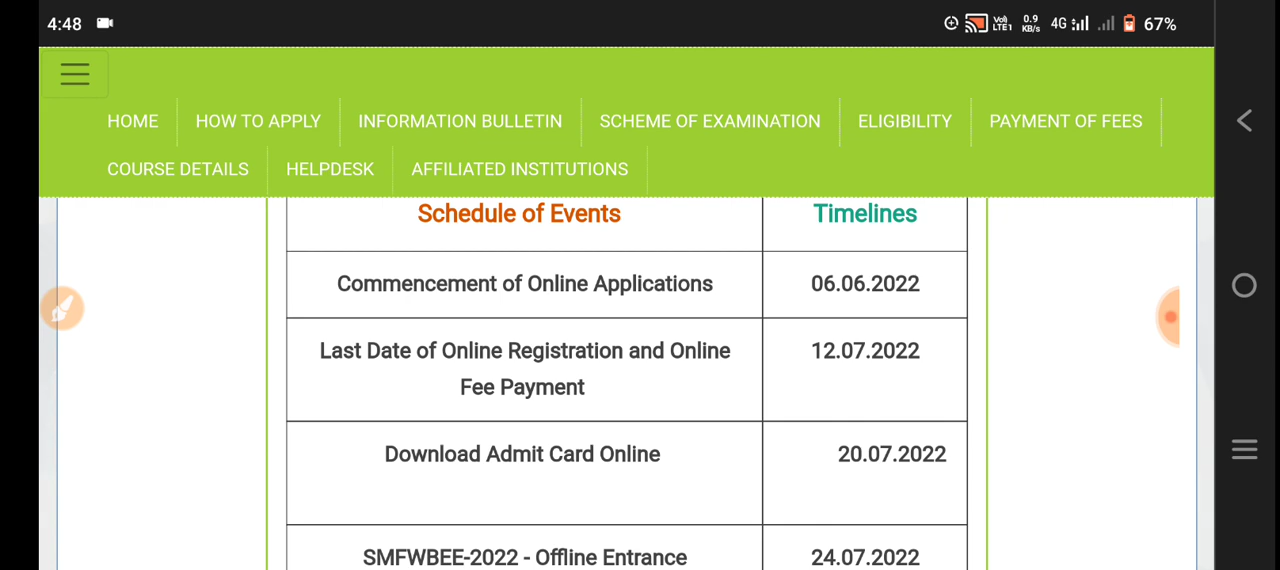 4:48 Vo) LTE1 0.9 KB/s 4G 67%
HOME HOW TO APPLY INFORMATION BULLETIN SCHEME OF EXAMINATION ELIGIBILITY PAYMENT OF FEES
COURSE DETAILS HELPDESK AFFILIATED INSTITUTIONS
Schedule of Events Timelines
Commencement of Online Applications 06.06.2022
Last Date of Online Registration and Online 12.07.2022
Fee Payment
Download Admit Card Online 20.07.2022
SMFWBEE-2022 - Offline Entrance 24.07.2022